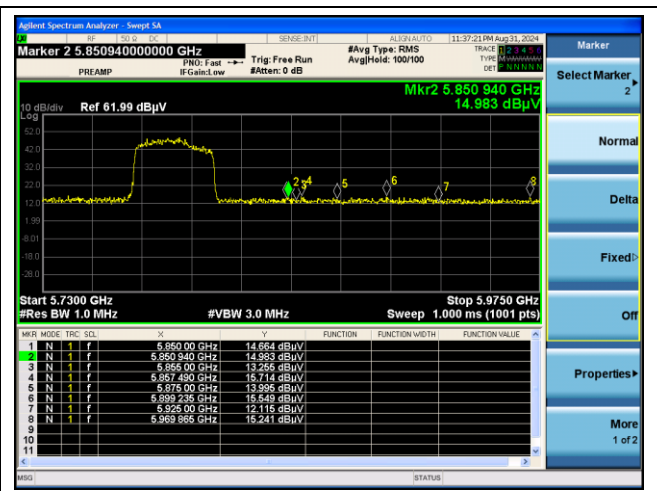 Agilent Spectrum Analyzer - Swept SA
RF 50 Ω DC SENSE:INT ALIGN AUTO 11:37:21 PM Aug 31, 2024
Marker 2 5.850940000000 GHz #Avg Type: RMS TRACE 1 2 3 4 5 6
PNO: Fast Trig: Free Run Avg|Hold: 100/100 TYPE MWWWWW
PREAMP IFGain:Low #Atten: 0 dB DET P N N N N N
Mkr2 5.850 940 GHz
10 dB/div Ref 61.99 dBµV 14.983 dBµV
Log
52.0
42.0
32.0
22.0
12.0
1.99
-8.01
-18.0
-28.0
2 3 4 5 6 7 8
Start 5.7300 GHz Stop 5.9750 GHz
#Res BW 1.0 MHz #VBW 3.0 MHz Sweep 1.000 ms (1001 pts)
MKR MODE TRC SCL X Y FUNCTION FUNCTION WIDTH FUNCTION VALUE
1 N 1 f 5.850 00 GHz 14.664 dBµV
2 N 1 f 5.850 940 GHz 14.983 dBµV
3 N 1 f 5.855 00 GHz 13.255 dBµV
4 N 1 f 5.857 490 GHz 15.714 dBµV
5 N 1 f 5.875 00 GHz 13.995 dBµV
6 N 1 f 5.899 235 GHz 15.549 dBµV
7 N 1 f 5.925 00 GHz 12.115 dBµV
8 N 1 f 5.969 865 GHz 15.241 dBµV
9
10
11
MSG STATUS
Marker
Select Marker
2
Normal
Delta
Fixed
Off
Properties
More
1 of 2